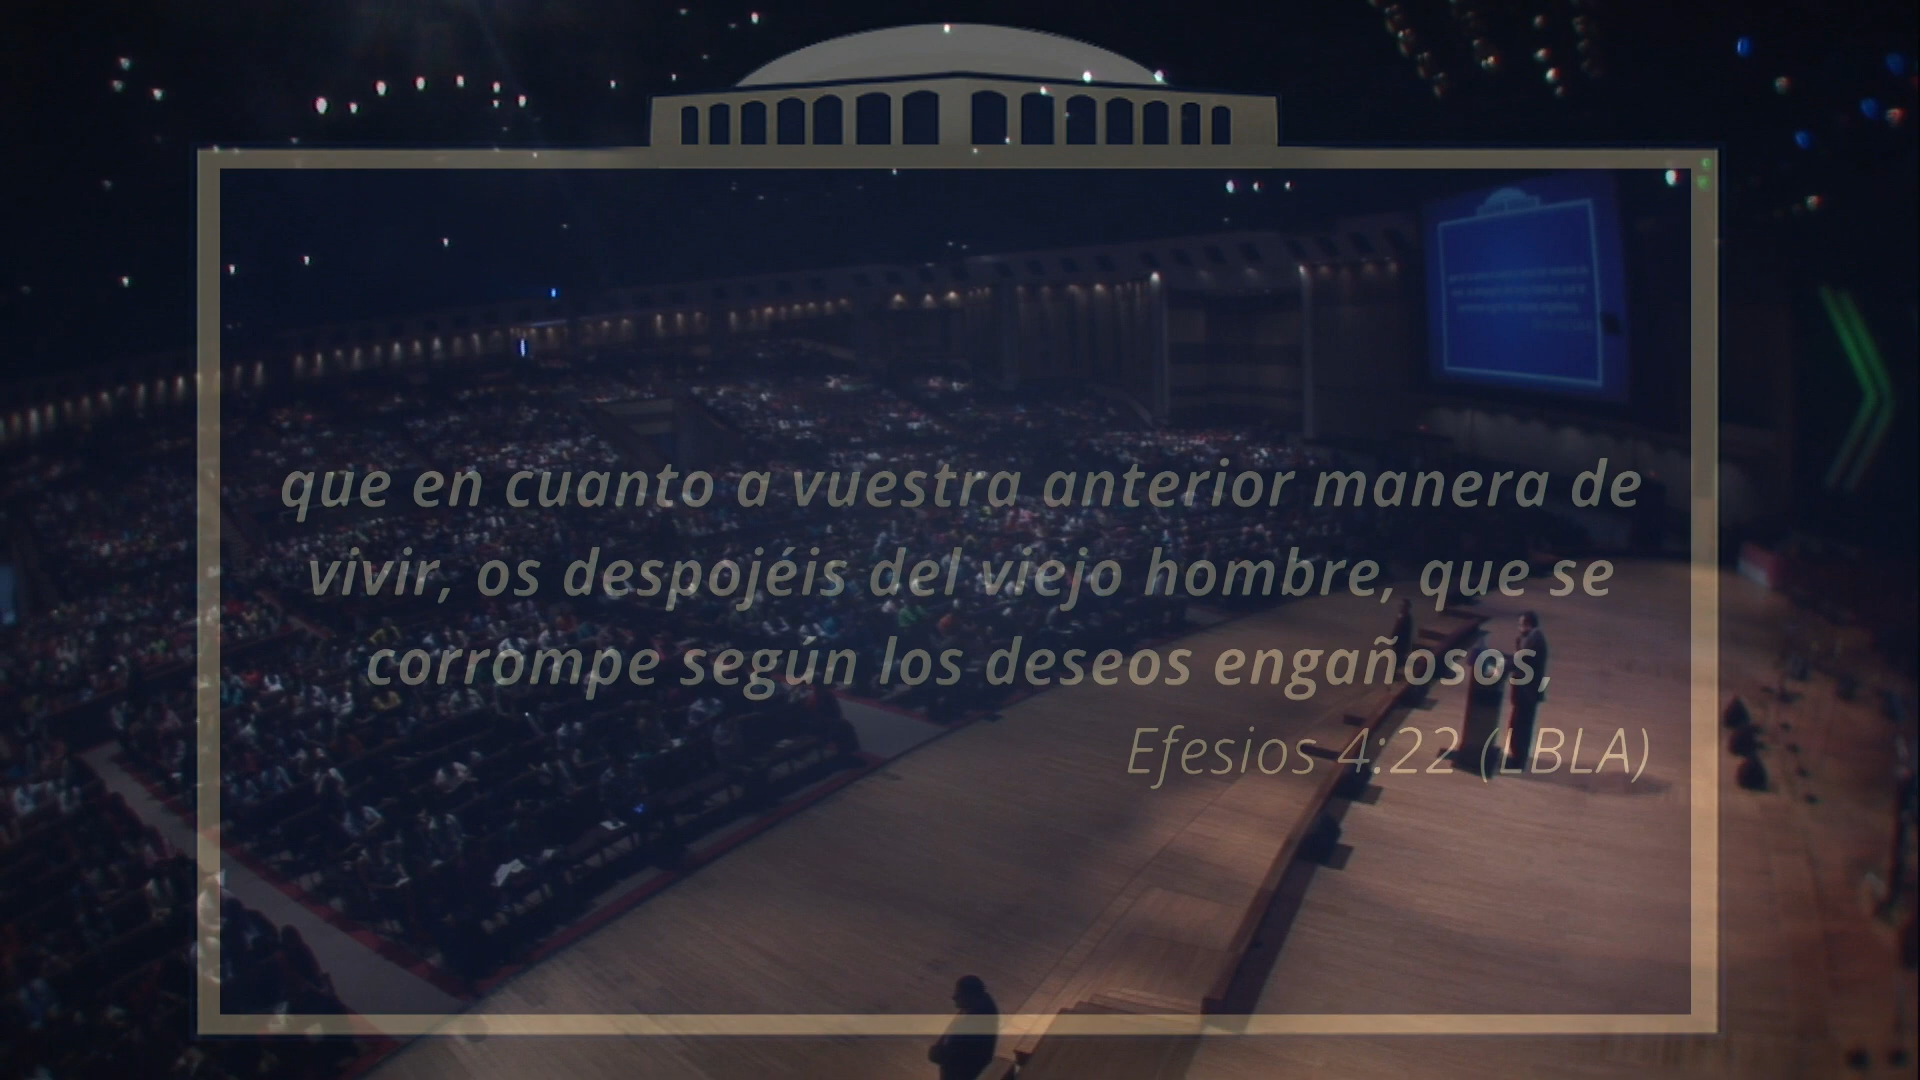 que en cuanto a vuestra anterior manera de
vivir, os despojéis del viejo hombre, que se
corrompe según los deseos engañosos,
Efesios 4:22 (LBLA)